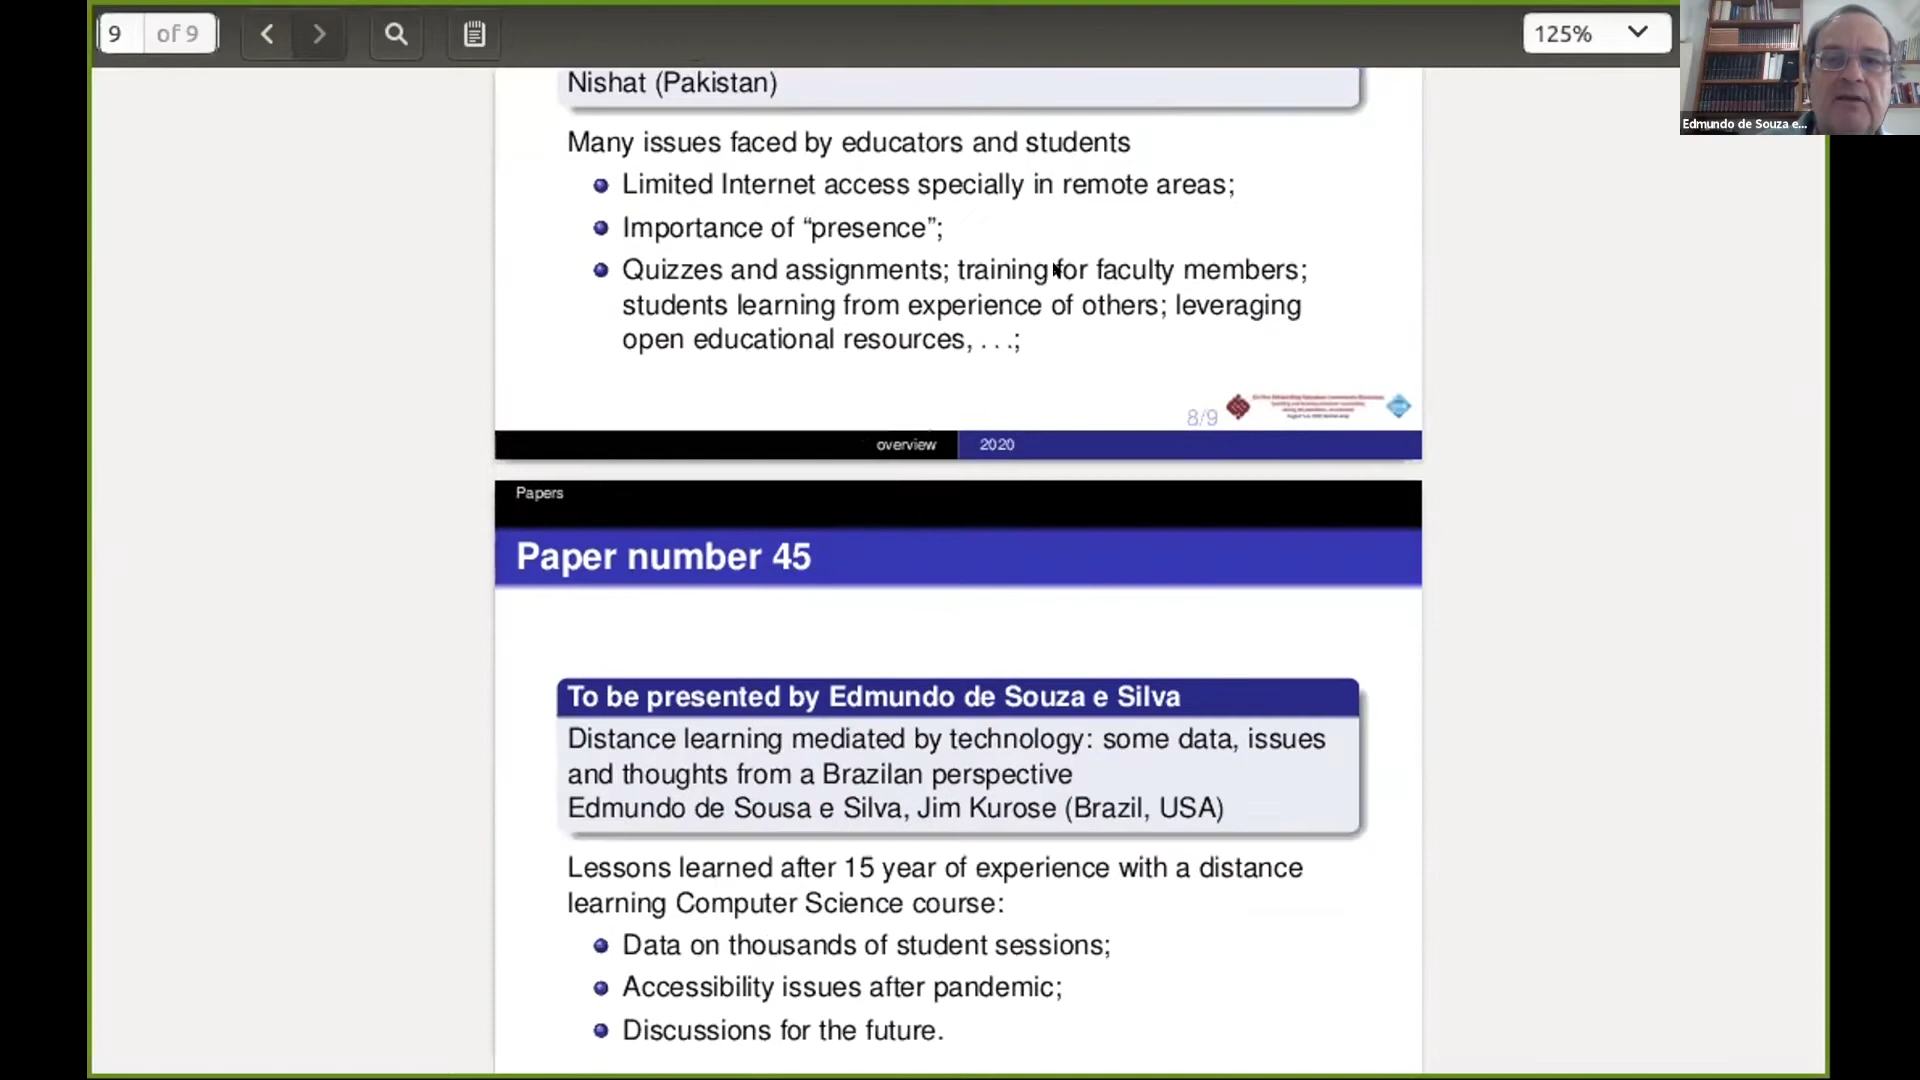 9 of 9
125%
Edmundo de Souza e...
Nishat (Pakistan)
Many issues faced by educators and students
Limited Internet access specially in remote areas;
Importance of “presence”;
Quizzes and assignments; training for faculty members;
students learning from experience of others; leveraging
open educational resources, . . .;
8/9
overview 2020
Papers
Paper number 45
To be presented by Edmundo de Souza e Silva
Distance learning mediated by technology: some data, issues
and thoughts from a Brazilan perspective
Edmundo de Sousa e Silva, Jim Kurose (Brazil, USA)
Lessons learned after 15 year of experience with a distance
learning Computer Science course:
Data on thousands of student sessions;
Accessibility issues after pandemic;
Discussions for the future.